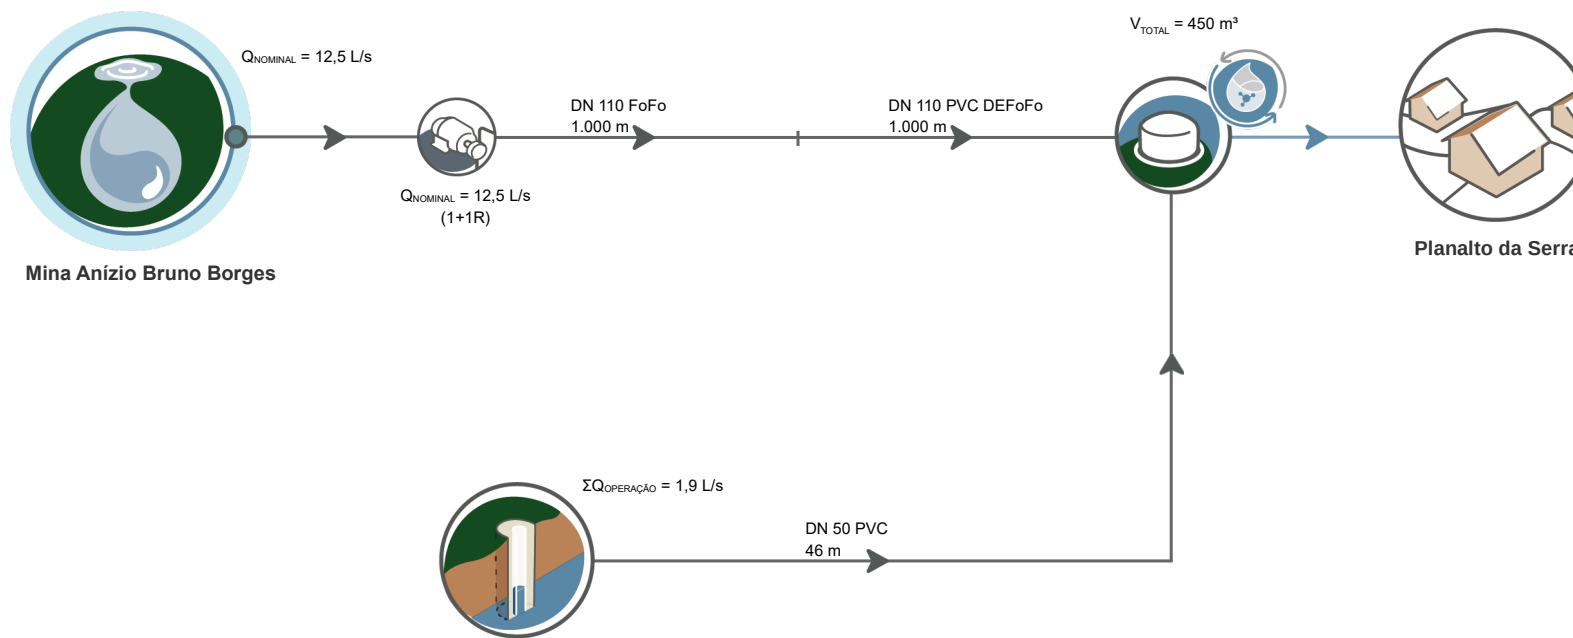 V_TOTAL = 450 m³
Q_NOMINAL = 12,5 L/s
DN 110 FoFo
1.000 m
DN 110 PVC DEFoFo
1.000 m
Q_NOMINAL = 12,5 L/s
(1+1R)
Mina Anízio Bruno Borges
Planalto da Serra
ΣQ_OPERAÇÃO = 1,9 L/s
DN 50 PVC
46 m